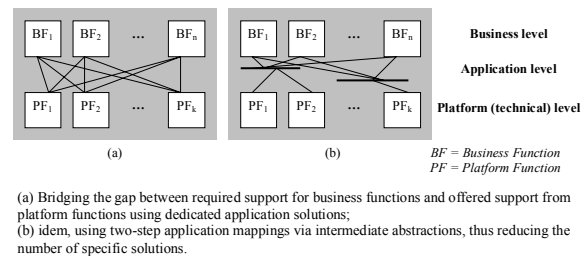 BF1 BF2 ... BFn BF1 BF2 ... BFn Business level
Application level
PF1 PF2 ... PFk PF1 PF2 ... PFk Platform (technical) level
(a) (b) BF = Business Function
PF = Platform Function
(a) Bridging the gap between required support for business functions and offered support from
platform functions using dedicated application solutions;
(b) idem, using two-step application mappings via intermediate abstractions, thus reducing the
number of specific solutions.